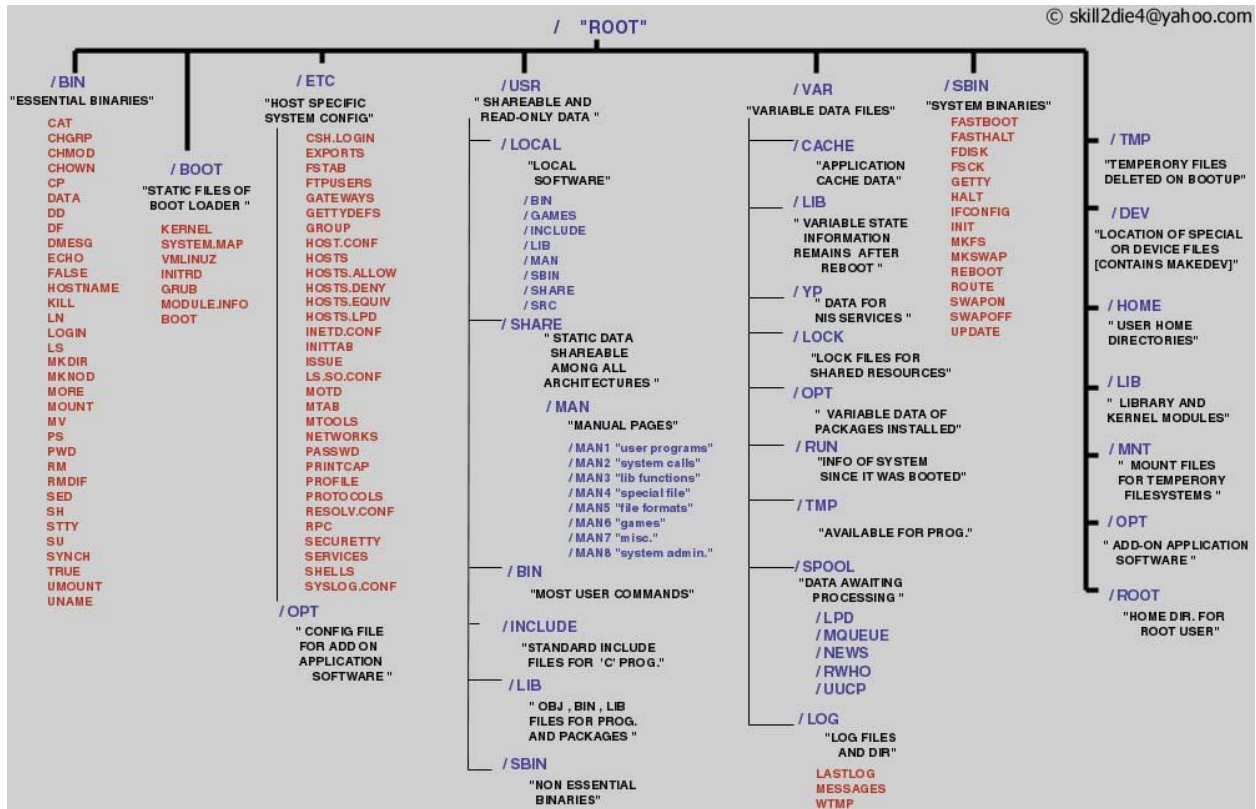 © skill2die4@yahoo.com
/ "ROOT"
/BIN
"ESSENTIAL BINARIES"
CAT
CHGRP
CHMOD
CHOWN
CP
DATA
DD
DF
DMESG
ECHO
FALSE
HOSTNAME
KILL
LN
LOGIN
LS
MKDIR
MKNOD
MORE
MOUNT
MV
PS
PWD
RM
RMDIF
SED
SH
STTY
SU
SYNCH
TRUE
UMOUNT
UNAME
/BOOT
"STATIC FILES OF
BOOT LOADER "
KERNEL
SYSTEM.MAP
VMLINUZ
INITRD
GRUB
MODULE.INFO
BOOT
/ETC
"HOST SPECIFIC
SYSTEM CONFIG"
CSH.LOGIN
EXPORTS
FSTAB
FTPUSERS
GATEWAYS
GETTYDEFS
GROUP
HOST.CONF
HOSTS
HOSTS.ALLOW
HOSTS.DENY
HOSTS.EQUIV
HOSTS.LPD
INETD.CONF
INITTAB
ISSUE
LS.SO.CONF
MOTD
MTAB
MTOOLS
NETWORKS
PASSWD
PRINTCAP
PROFILE
PROTOCOLS
RESOLV.CONF
RPC
SECURETTY
SERVICES
SHELLS
SYSLOG.CONF
/OPT
" CONFIG FILE
FOR ADD ON
APPLICATION
SOFTWARE "
/USR
" SHAREABLE AND
READ-ONLY DATA "
/LOCAL
"LOCAL
SOFTWARE"
/BIN
/GAMES
/INCLUDE
/LIB
/MAN
/SBIN
/SHARE
/SRC
/SHARE
" STATIC DATA
SHAREABLE
AMONG ALL
ARCHITECTURES "
/MAN
"MANUAL PAGES"
/MAN1 "user programs"
/MAN2 "system calls"
/MAN3 "lib functions"
/MAN4 "special file"
/MAN5 "file formats"
/MAN6 "games"
/MAN7 "misc."
/MAN8 "system admin."
/BIN
"MOST USER COMMANDS"
/INCLUDE
"STANDARD INCLUDE
FILES FOR 'C' PROG."
/LIB
" OBJ , BIN , LIB
FILES FOR PROG.
AND PACKAGES "
/SBIN
"NON ESSENTIAL
BINARIES"
/VAR
"VARIABLE DATA FILES"
/CACHE
"APPLICATION
CACHE DATA"
/LIB
" VARIABLE STATE
INFORMATION
REMAINS AFTER
REBOOT "
/YP
" DATA FOR
NIS SERVICES "
/LOCK
"LOCK FILES FOR
SHARED RESOURCES"
/OPT
" VARIABLE DATA OF
PACKAGES INSTALLED"
/RUN
"INFO OF SYSTEM
SINCE IT WAS BOOTED"
/TMP
"AVAILABLE FOR PROG."
/SPOOL
"DATA AWAITING
PROCESSING "
/LPD
/MQUEUE
/NEWS
/RWHO
/UUCP
/LOG
"LOG FILES
AND DIR"
LASTLOG
MESSAGES
WTMP
/SBIN
"SYSTEM BINARIES"
FASTBOOT
FASTHALT
FDISK
FSCK
GETTY
HALT
IFCONFIG
INIT
MKFS
MKSWAP
REBOOT
ROUTE
SWAPON
SWAPOFF
UPDATE
/TMP
"TEMPERORY FILES
DELETED ON BOOTUP"
/DEV
"LOCATION OF SPECIAL
OR DEVICE FILES
[CONTAINS MAKEDEV]"
/HOME
" USER HOME
DIRECTORIES"
/LIB
" LIBRARY AND
KERNEL MODULES"
/MNT
" MOUNT FILES
FOR TEMPERORY
FILESYSTEMS "
/OPT
" ADD-ON APPLICATION
SOFTWARE "
/ROOT
"HOME DIR. FOR
ROOT USER"